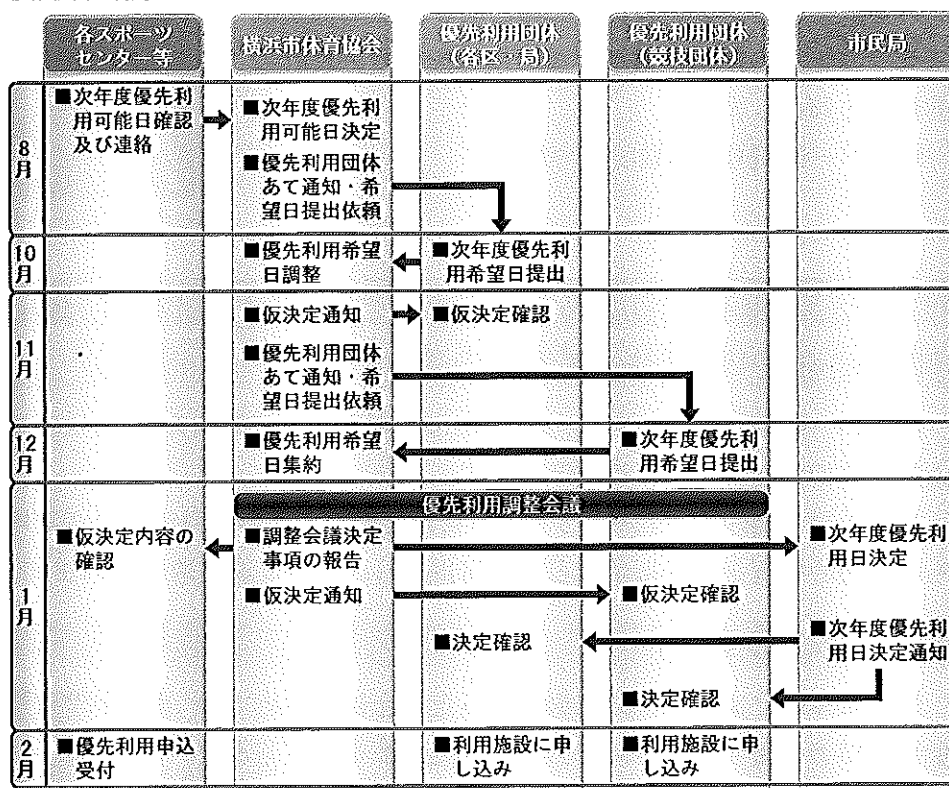 各スポーツ
センター等
横浜市体育協会
優先利用団体
(各区・局)
優先利用団体
(競技団体)
市民局
8
月
■次年度優先利
用可能日確認
及び連絡
■次年度優先利
用可能日決定
■優先利用団体
あて通知・希
望日提出依頼
10
月
■優先利用希望
日調整
■次年度優先利
用希望日提出
11
月
■仮決定通知
■仮決定確認
■優先利用団体
あて通知・希
望日提出依頼
12
月
■優先利用希望
日集約
■次年度優先利
用希望日提出
1
月
優先利用調整会議
■仮決定内容の
確認
■調整会議決定
事項の報告
■次年度優先利
用日決定
■仮決定通知
■仮決定確認
■次年度優先利
用日決定通知
■決定確認
■決定確認
2
月
■優先利用申込
受付
■利用施設に申
し込み
■利用施設に申
し込み